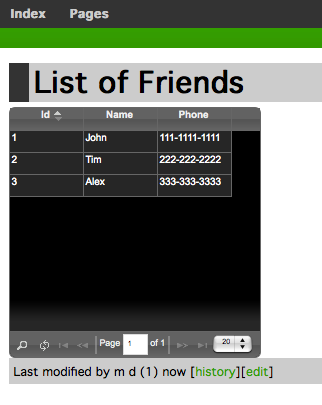 Index Pages
List of Friends
Id Name Phone
1 John 111-1111-1111
2 Tim 222-222-2222
3 Alex 333-333-3333
Page 1 of 1 20
Last modified by m d (1) now [history][edit]